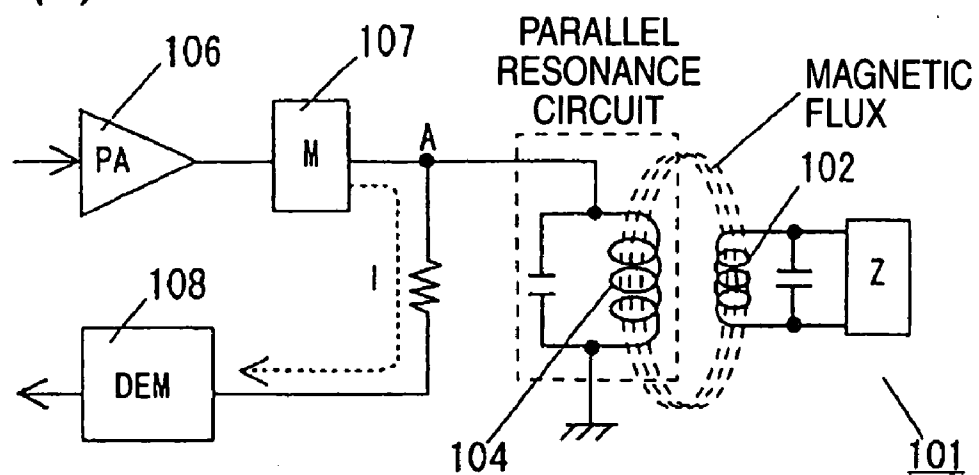 106
107
PARALLEL
RESONANCE
CIRCUIT
MAGNETIC
FLUX
102
PA
M
A
Z
I
108
DEM
104
101